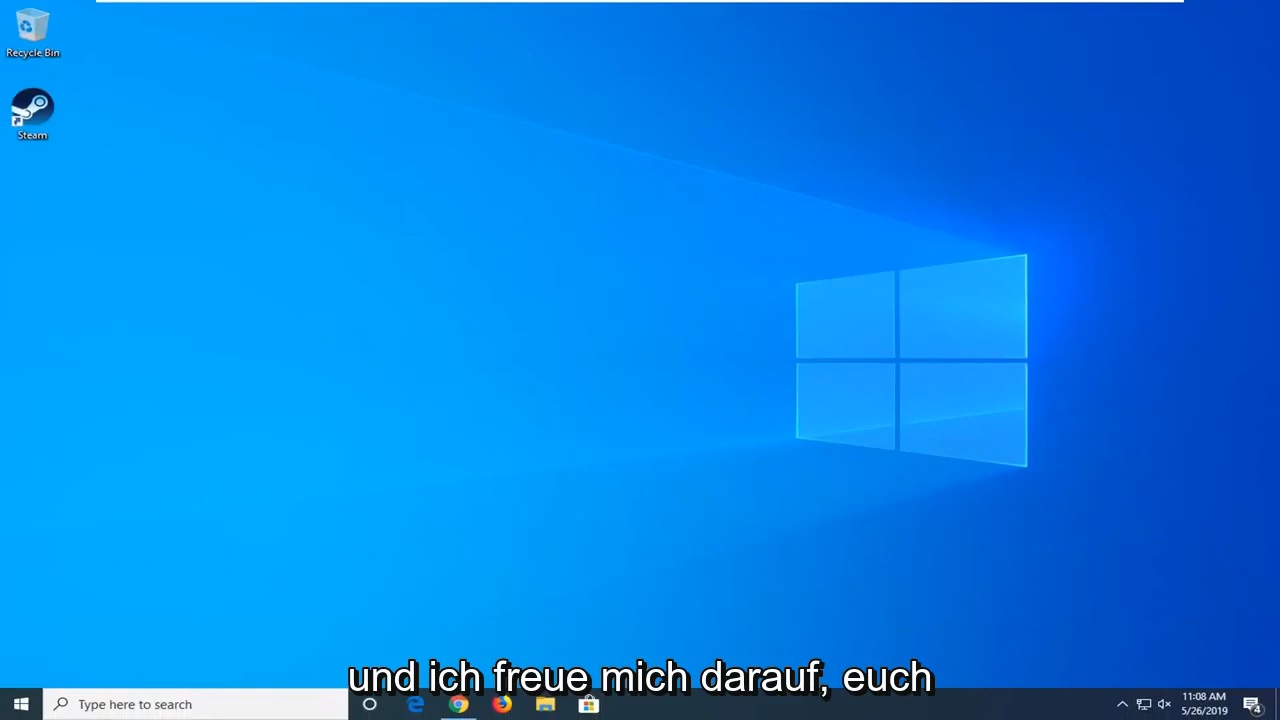 Recycle Bin
Steam
und ich freue mich darauf, euch
Type here to search
11:08 AM
5/26/2019
4